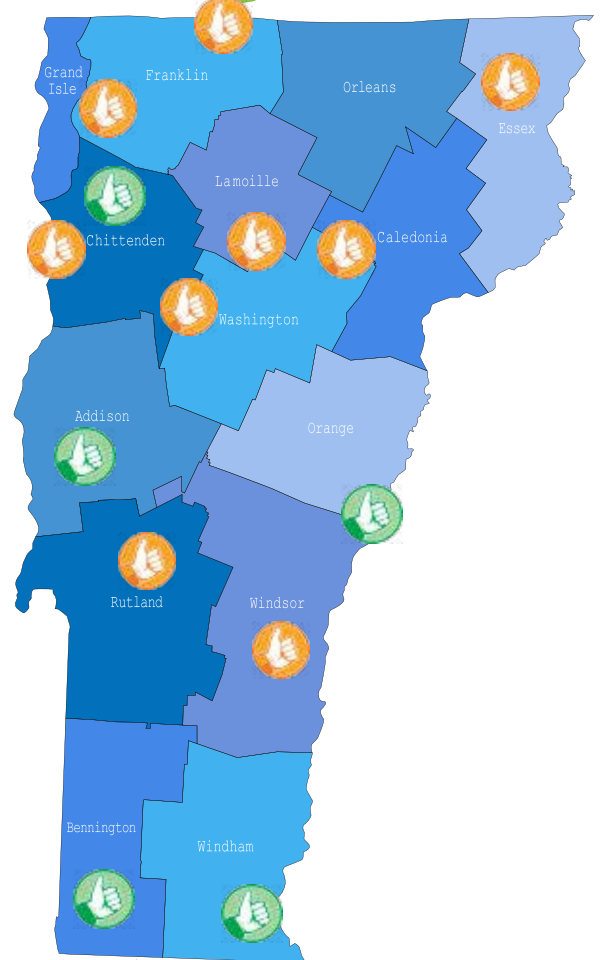 Grand
Isle
Franklin
Orleans
Essex
Lamoille
Chittenden
Caledonia
Washington
Addison
Orange
Rutland
Windsor
Bennington
Windham